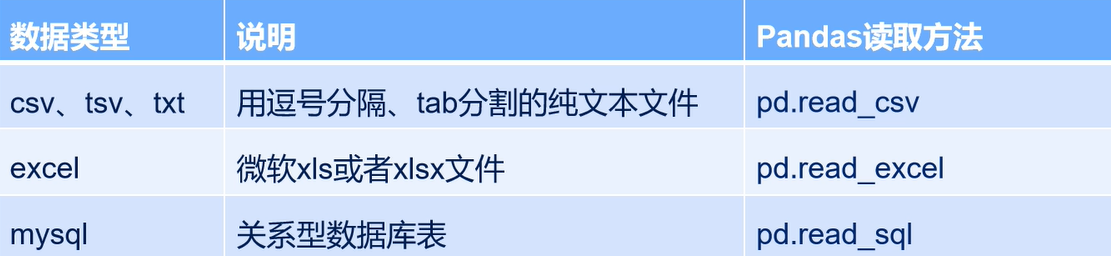 数据类型 说明 Pandas读取方法
csv、tsv、txt 用逗号分隔、tab分割的纯文本文件 pd.read_csv
excel 微软xls或者xlsx文件 pd.read_excel
mysql 关系型数据库表 pd.read_sql